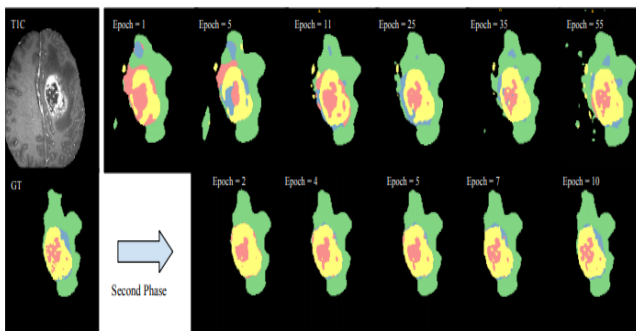 T1C
Epoch = 1
Epoch = 5
Epoch = 11
Epoch = 25
Epoch = 35
Epoch = 55
GT
Epoch = 2
Epoch = 4
Epoch = 5
Epoch = 7
Epoch = 10
Second Phase